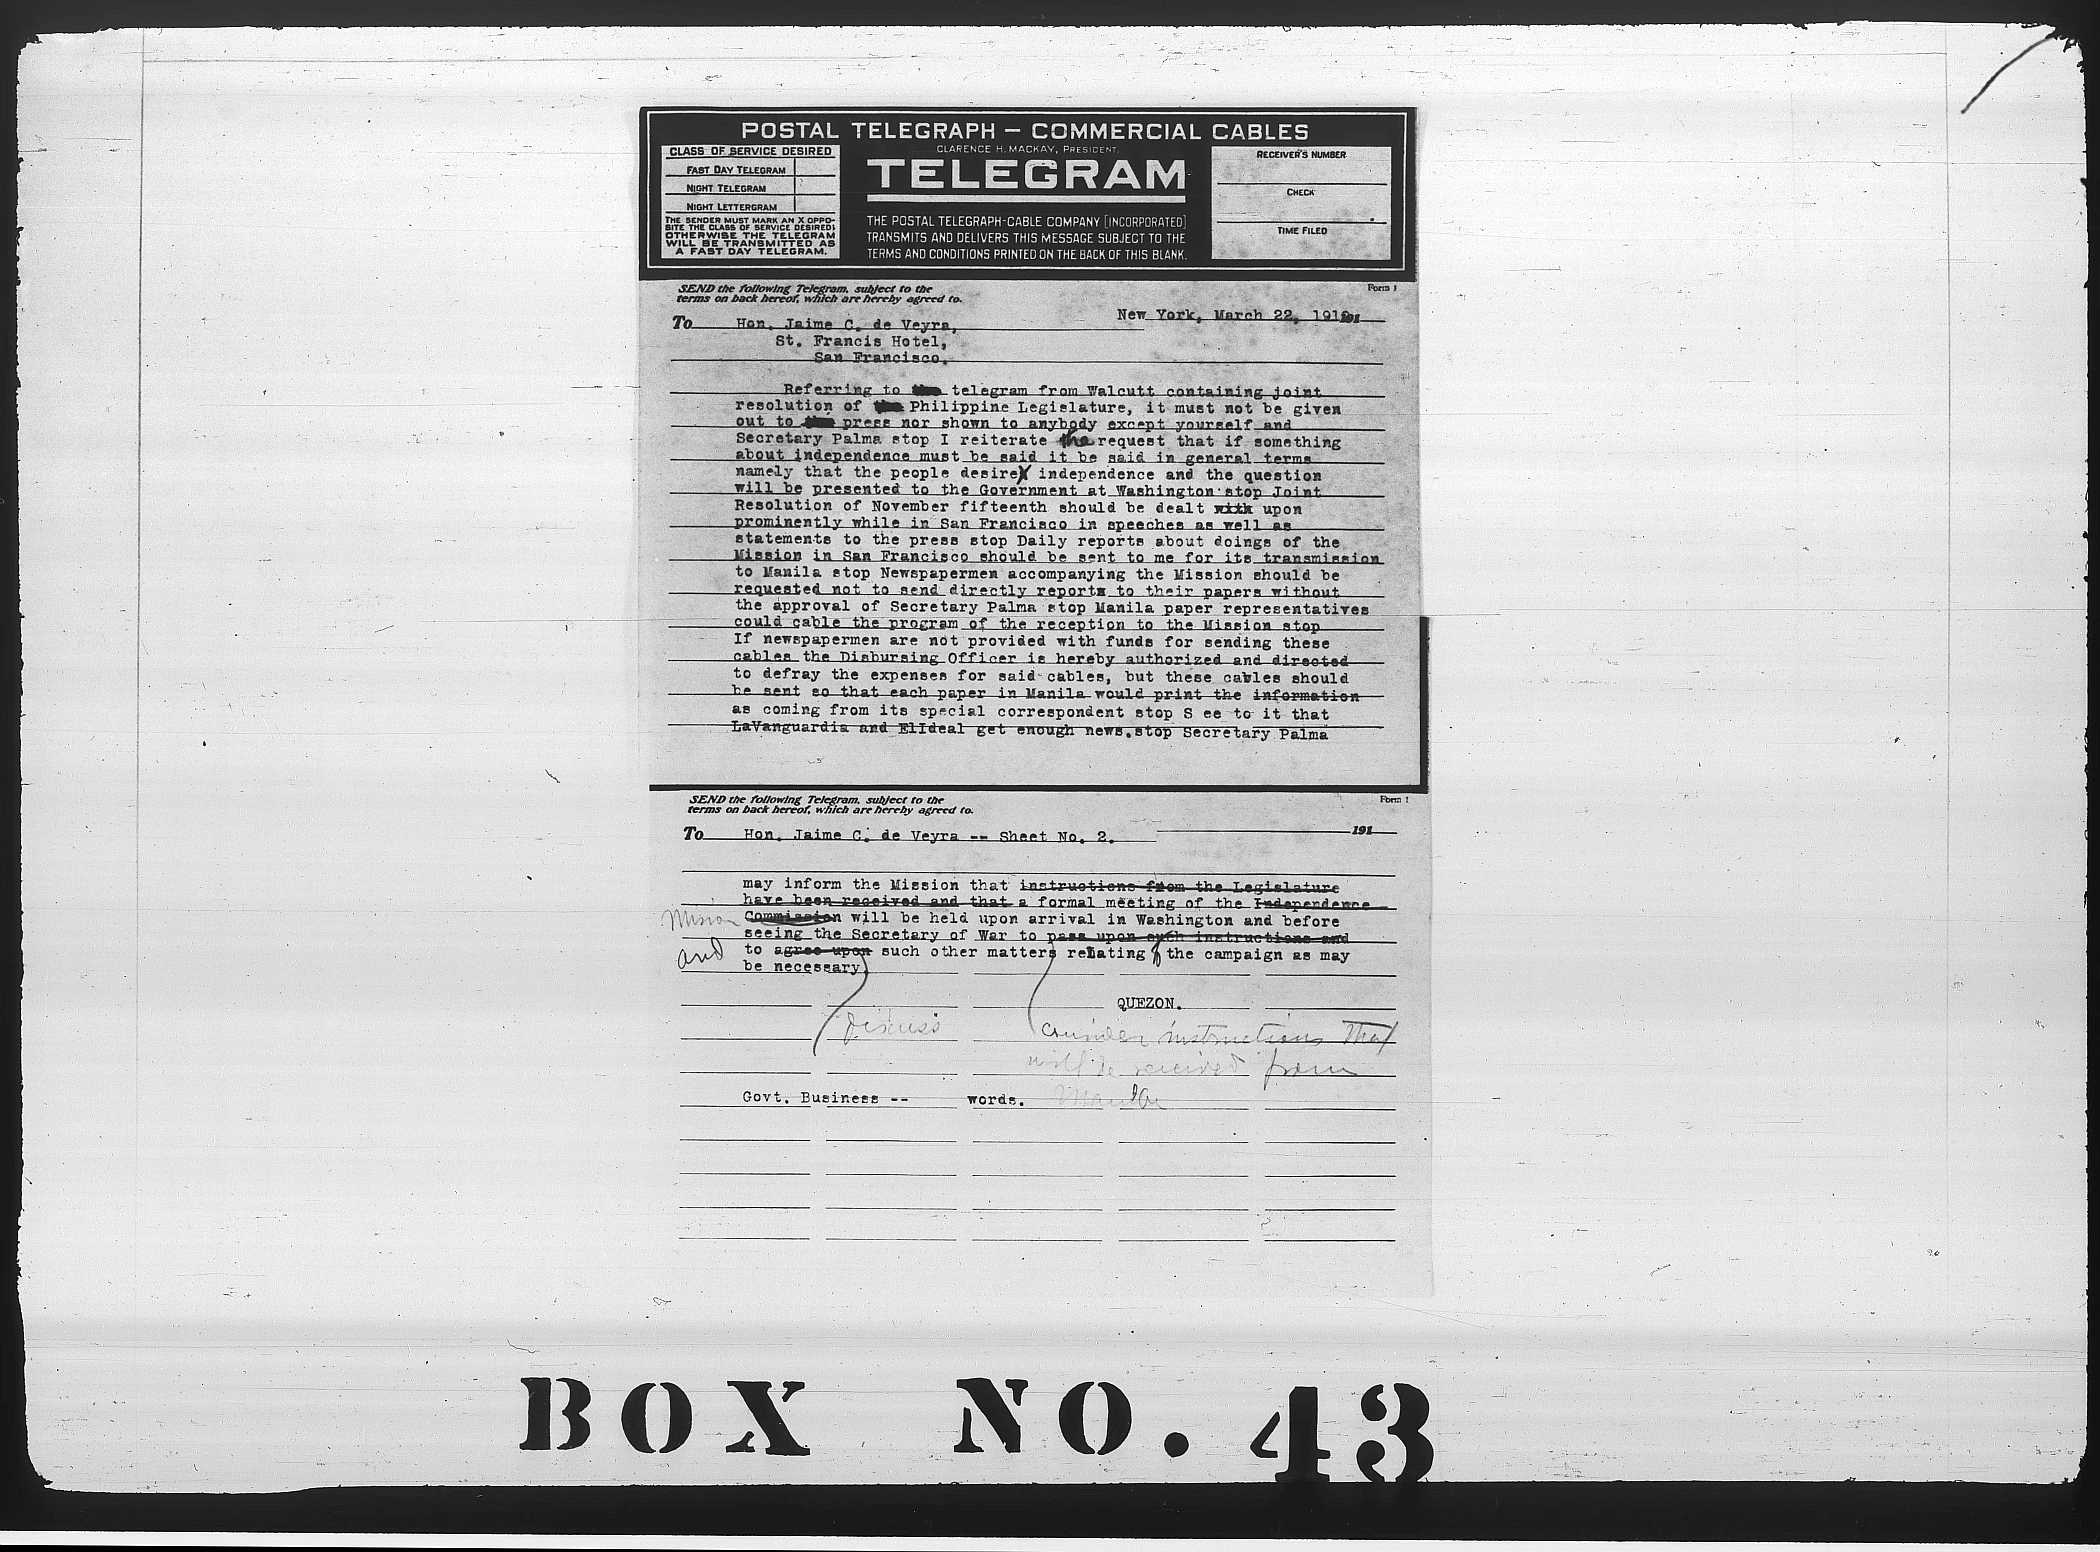 POSTAL TELEGRAPH — COMMERCIAL CABLES
CLARENCE H. MACKAY, PRESIDENT.
TELEGRAM
CLASS OF SERVICE DESIRED
FAST DAY TELEGRAM
NIGHT TELEGRAM
NIGHT LETTERGRAM
THE SENDER MUST MARK AN X OPPO-
SITE THE CLASS OF SERVICE DESIRED;
OTHERWISE THE TELEGRAM
WILL BE TRANSMITTED AS
A FAST DAY TELEGRAM.
THE POSTAL TELEGRAPH-CABLE COMPANY [INCORPORATED]
TRANSMITS AND DELIVERS THIS MESSAGE SUBJECT TO THE
TERMS AND CONDITIONS PRINTED ON THE BACK OF THIS BLANK.
RECEIVER'S NUMBER
CHECK
TIME FILED
SEND the following Telegram, subject to the
terms on back hereof, which are hereby agreed to.
Form 1
New York, March 22, 1919. 191
To Hon. Jaime C. de Veyra,
St. Francis Hotel,
San Francisco.
Referring to the telegram from Walcutt containing joint
resolution of the Philippine Legislature, it must not be given
out to the press nor shown to anybody except yourself and
Secretary Palma stop I reiterate the request that if something
about independence must be said it be said in general terms
namely that the people desire independence and the question
will be presented to the Government at Washington stop Joint
Resolution of November fifteenth should be dealt with upon
prominently while in San Francisco in speeches as well as
statements to the press stop Daily reports about doings of the
Mission in San Francisco should be sent to me for its transmission
to Manila stop Newspapermen accompanying the Mission should be
requested not to send directly reports to their papers without
the approval of Secretary Palma stop Manila paper representatives
could cable the program of the reception to the Mission stop
If newspapermen are not provided with funds for sending these
cables the Disbursing Officer is hereby authorized and directed
to defray the expenses for said cables, but these cables should
be sent so that each paper in Manila would print the information
as coming from its special correspondent stop S ee to it that
LaVanguardia and ElIdeal get enough news.stop Secretary Palma
SEND the following Telegram, subject to the
terms on back hereof, which are hereby agreed to.
Form 1
191
To Hon. Jaime C. de Veyra -- Sheet No. 2.
may inform the Mission that instructions from the Legislature
have been received and that a formal meeting of the Independence
Mission Commission will be held upon arrival in Washington and before
seeing the Secretary of War to pass upon such instructions and
and to agree upon such other matters relating to the campaign as may
be necessary.
QUEZON.
discuss consider instructions that
will be received from
Manila
Govt. Business -- words.
BOX NO. 43